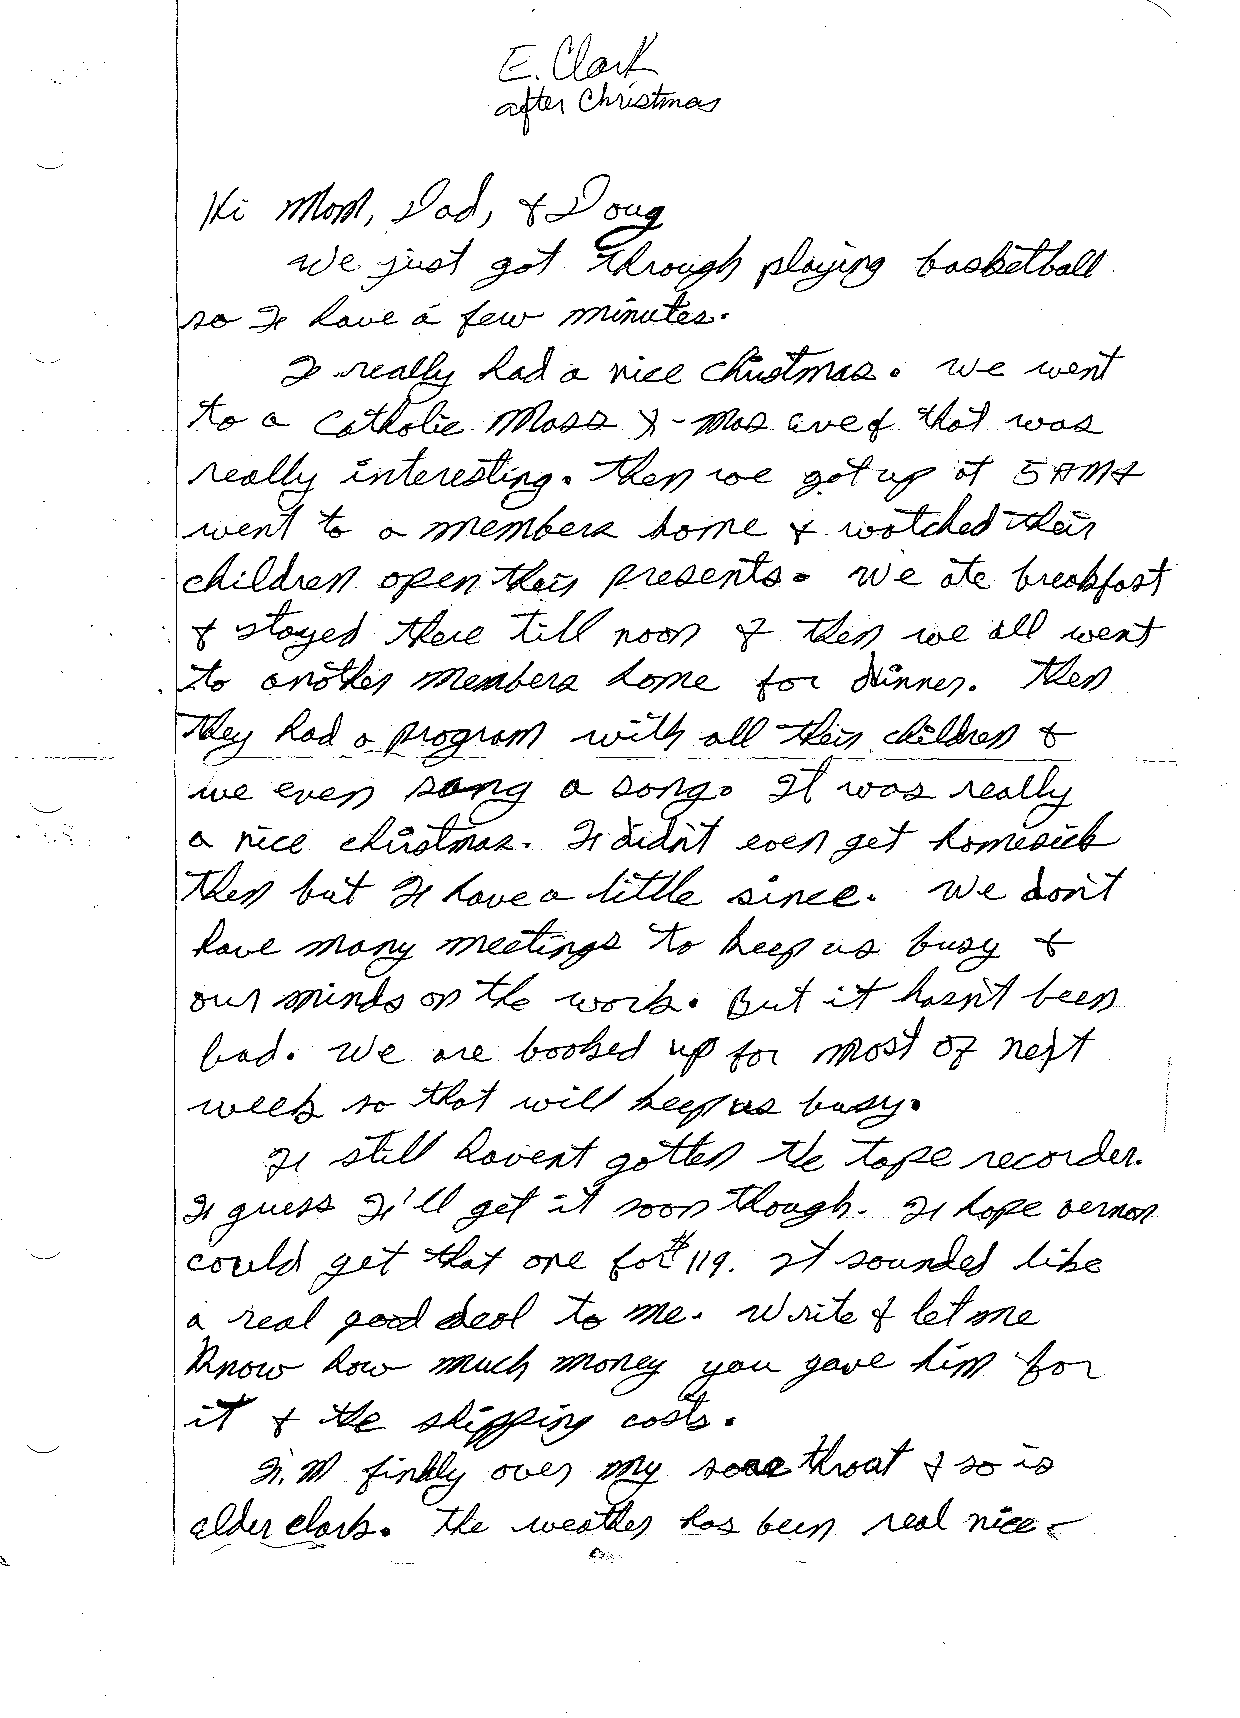 E. Clark
after Christmas
Hi Mom, Dad, & Doug
We just got through playing basketball
so I have a few minutes.
I really had a nice christmas. We went
to a Catholic Mass X-mas eve & that was
really interesting. Then we got up at 5 AM &
went to a members home & watched their
children open their presents. We ate breakfast
& stayed there till noon & then we all went
to another members home for dinner. Then
they had a program with all their children &
we even sang a song. It was really
a nice christmas. I didn't even get homesick
then but I have a little since. We don't
have many meetings to keep us busy &
our minds on the work. But it hasn't been
bad. We are booked up for most of next
week so that will keep us busy.
I still havent gotten the tape recorder.
I guess I'll get it soon though. I hope vernon
could get that one for $119. It sounded like
a real good deal to me. Write & let me
know how much money you gave him for
it & the shipping costs.
I'M finlly over my sore throat & so is
elder clark. The weather has been real nice -